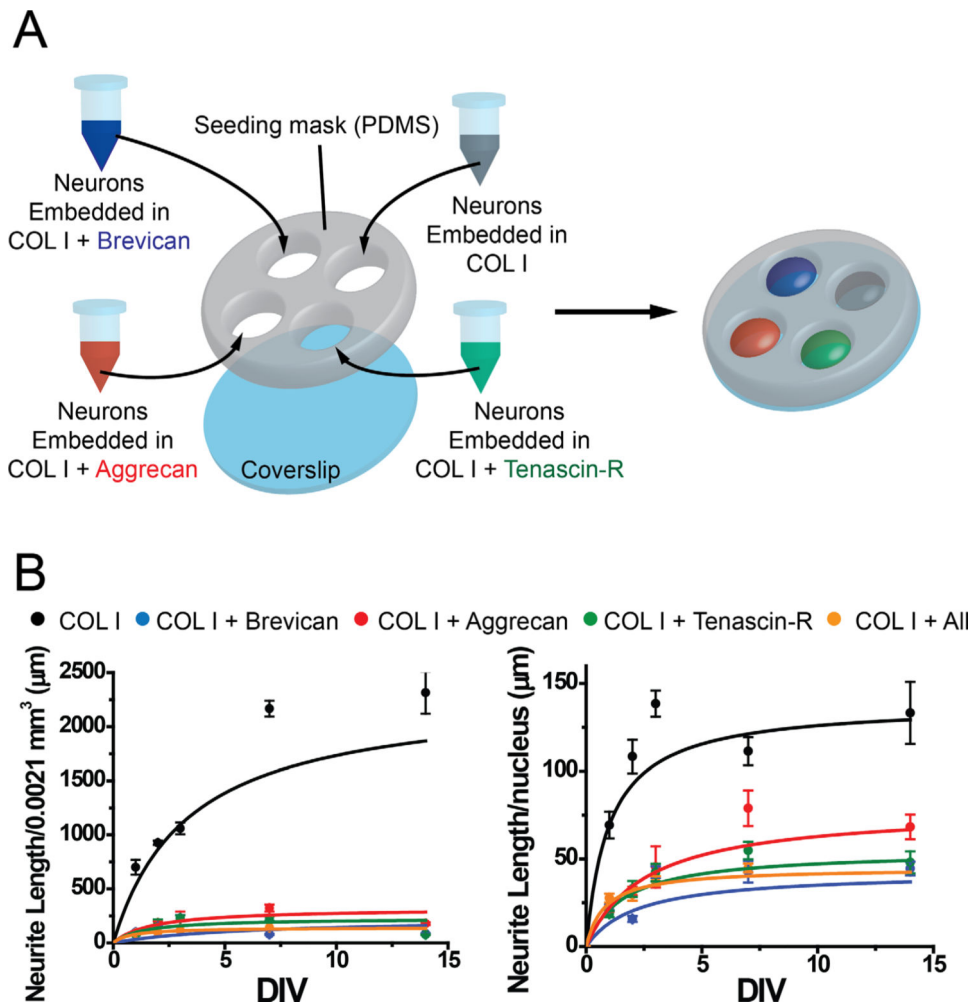 A
Seeding mask (PDMS)
Neurons
Embedded in
COL I + Brevican
Neurons
Embedded in
COL I
Neurons
Embedded in
COL I + Aggrecan
Coverslip
Neurons
Embedded in
COL I + Tenascin-R
B
COL I COL I + Brevican COL I + Aggrecan COL I + Tenascin-R COL I + All
Neurite Length/0.0021 mm³ (µm)
2500
2000
1500
1000
500
0
0 5 10 15
DIV
Neurite Length/nucleus (µm)
150
100
50
0
0 5 10 15
DIV